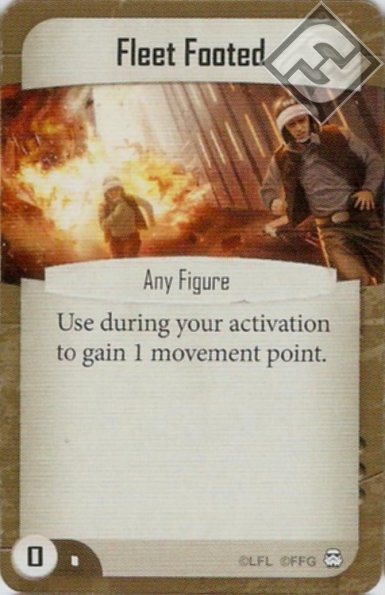 Fleet Footed
Any Figure
Use during your activation
to gain 1 movement point.
0
©LFL ©FFG